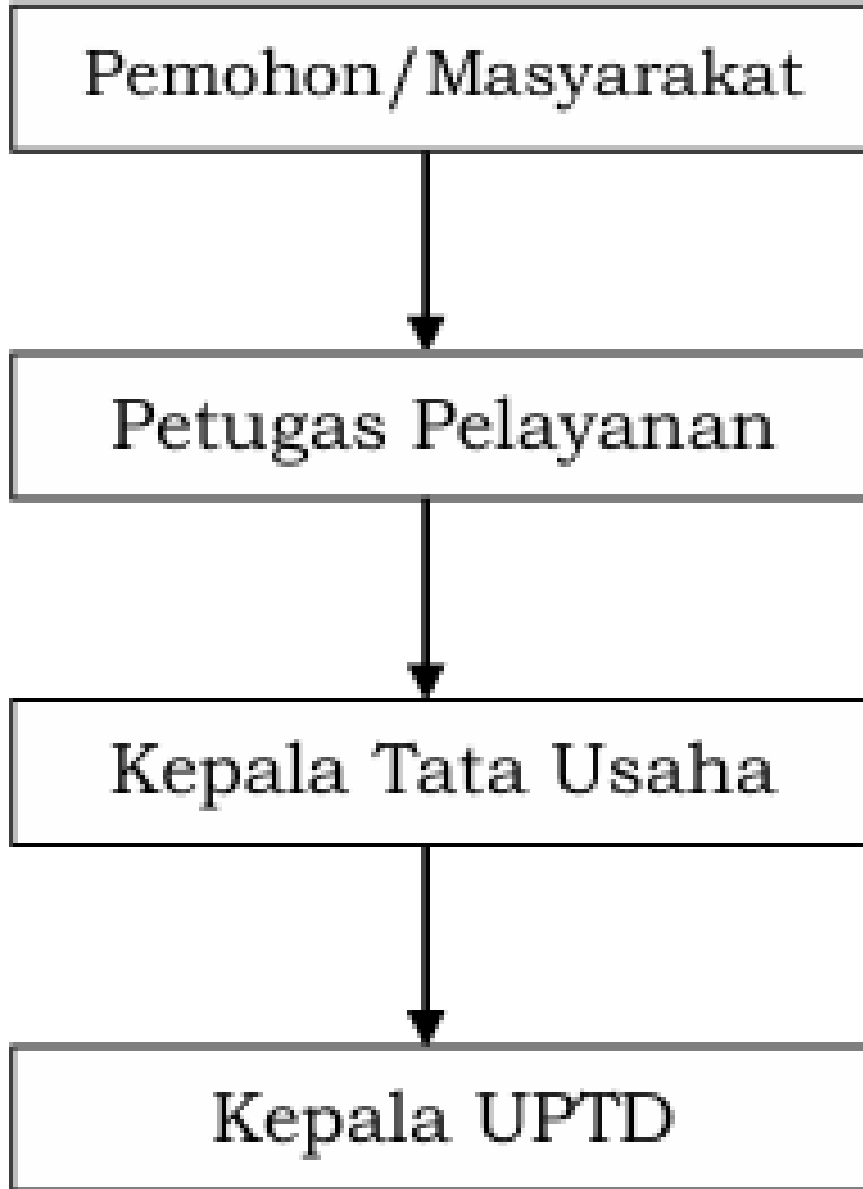 Pemohon/Masyarakat
Petugas Pelayanan
Kepala Tata Usaha
Kepala UPTD